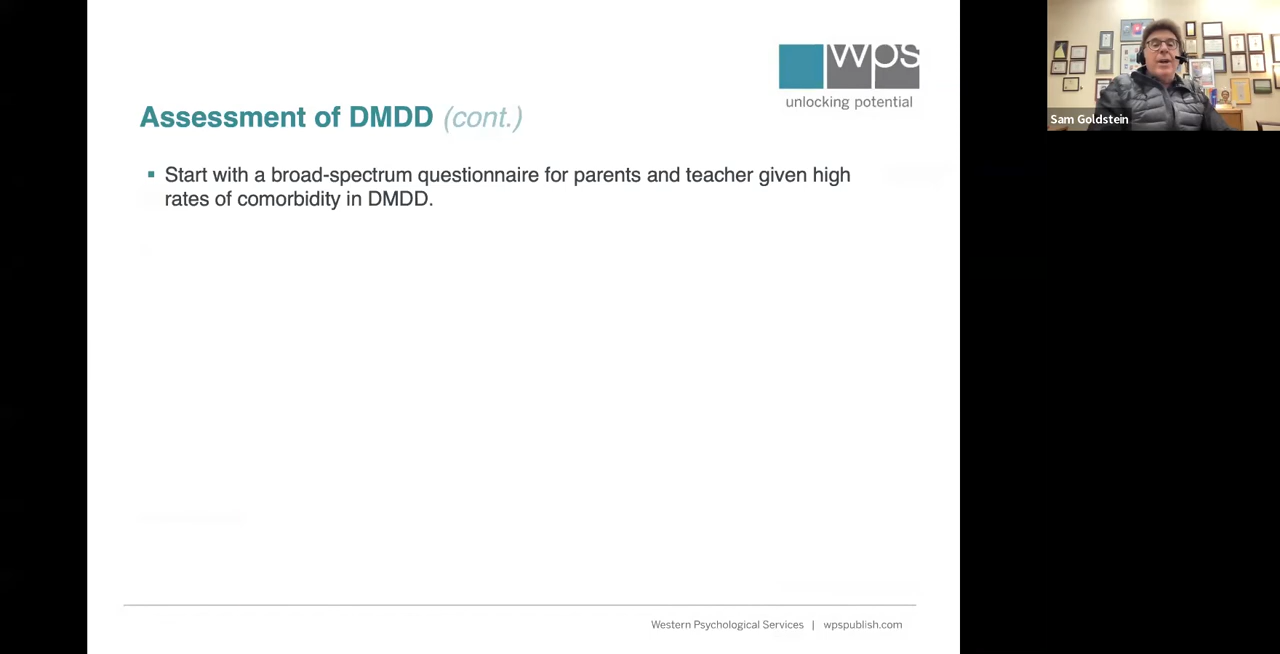 wps
unlocking potential
Assessment of DMDD (cont.)
▪ Start with a broad-spectrum questionnaire for parents and teacher given high
rates of comorbidity in DMDD.
Western Psychological Services | wpspublish.com
Sam Goldstein